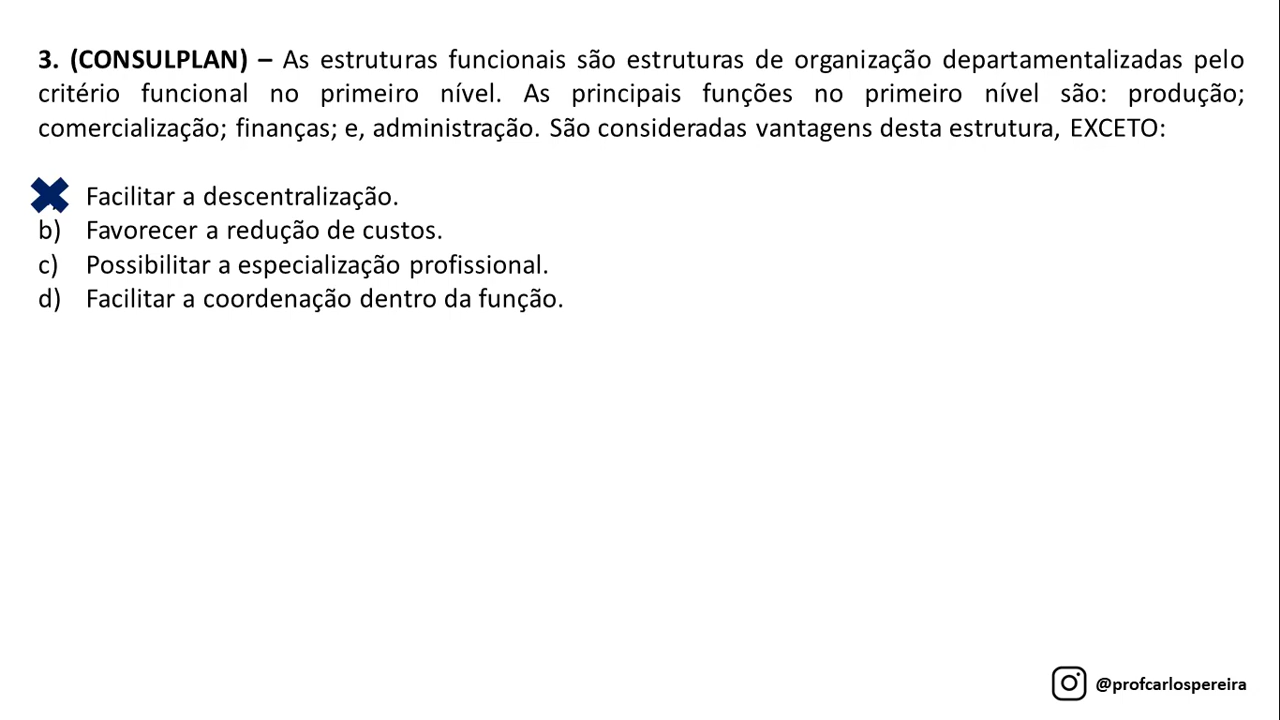 3. (CONSULPLAN) – As estruturas funcionais são estruturas de organização departamentalizadas pelo
critério funcional no primeiro nível. As principais funções no primeiro nível são: produção;
comercialização; finanças; e, administração. São consideradas vantagens desta estrutura, EXCETO:
Facilitar a descentralização.
b) Favorecer a redução de custos.
c) Possibilitar a especialização profissional.
d) Facilitar a coordenação dentro da função.
@profcarlospereira